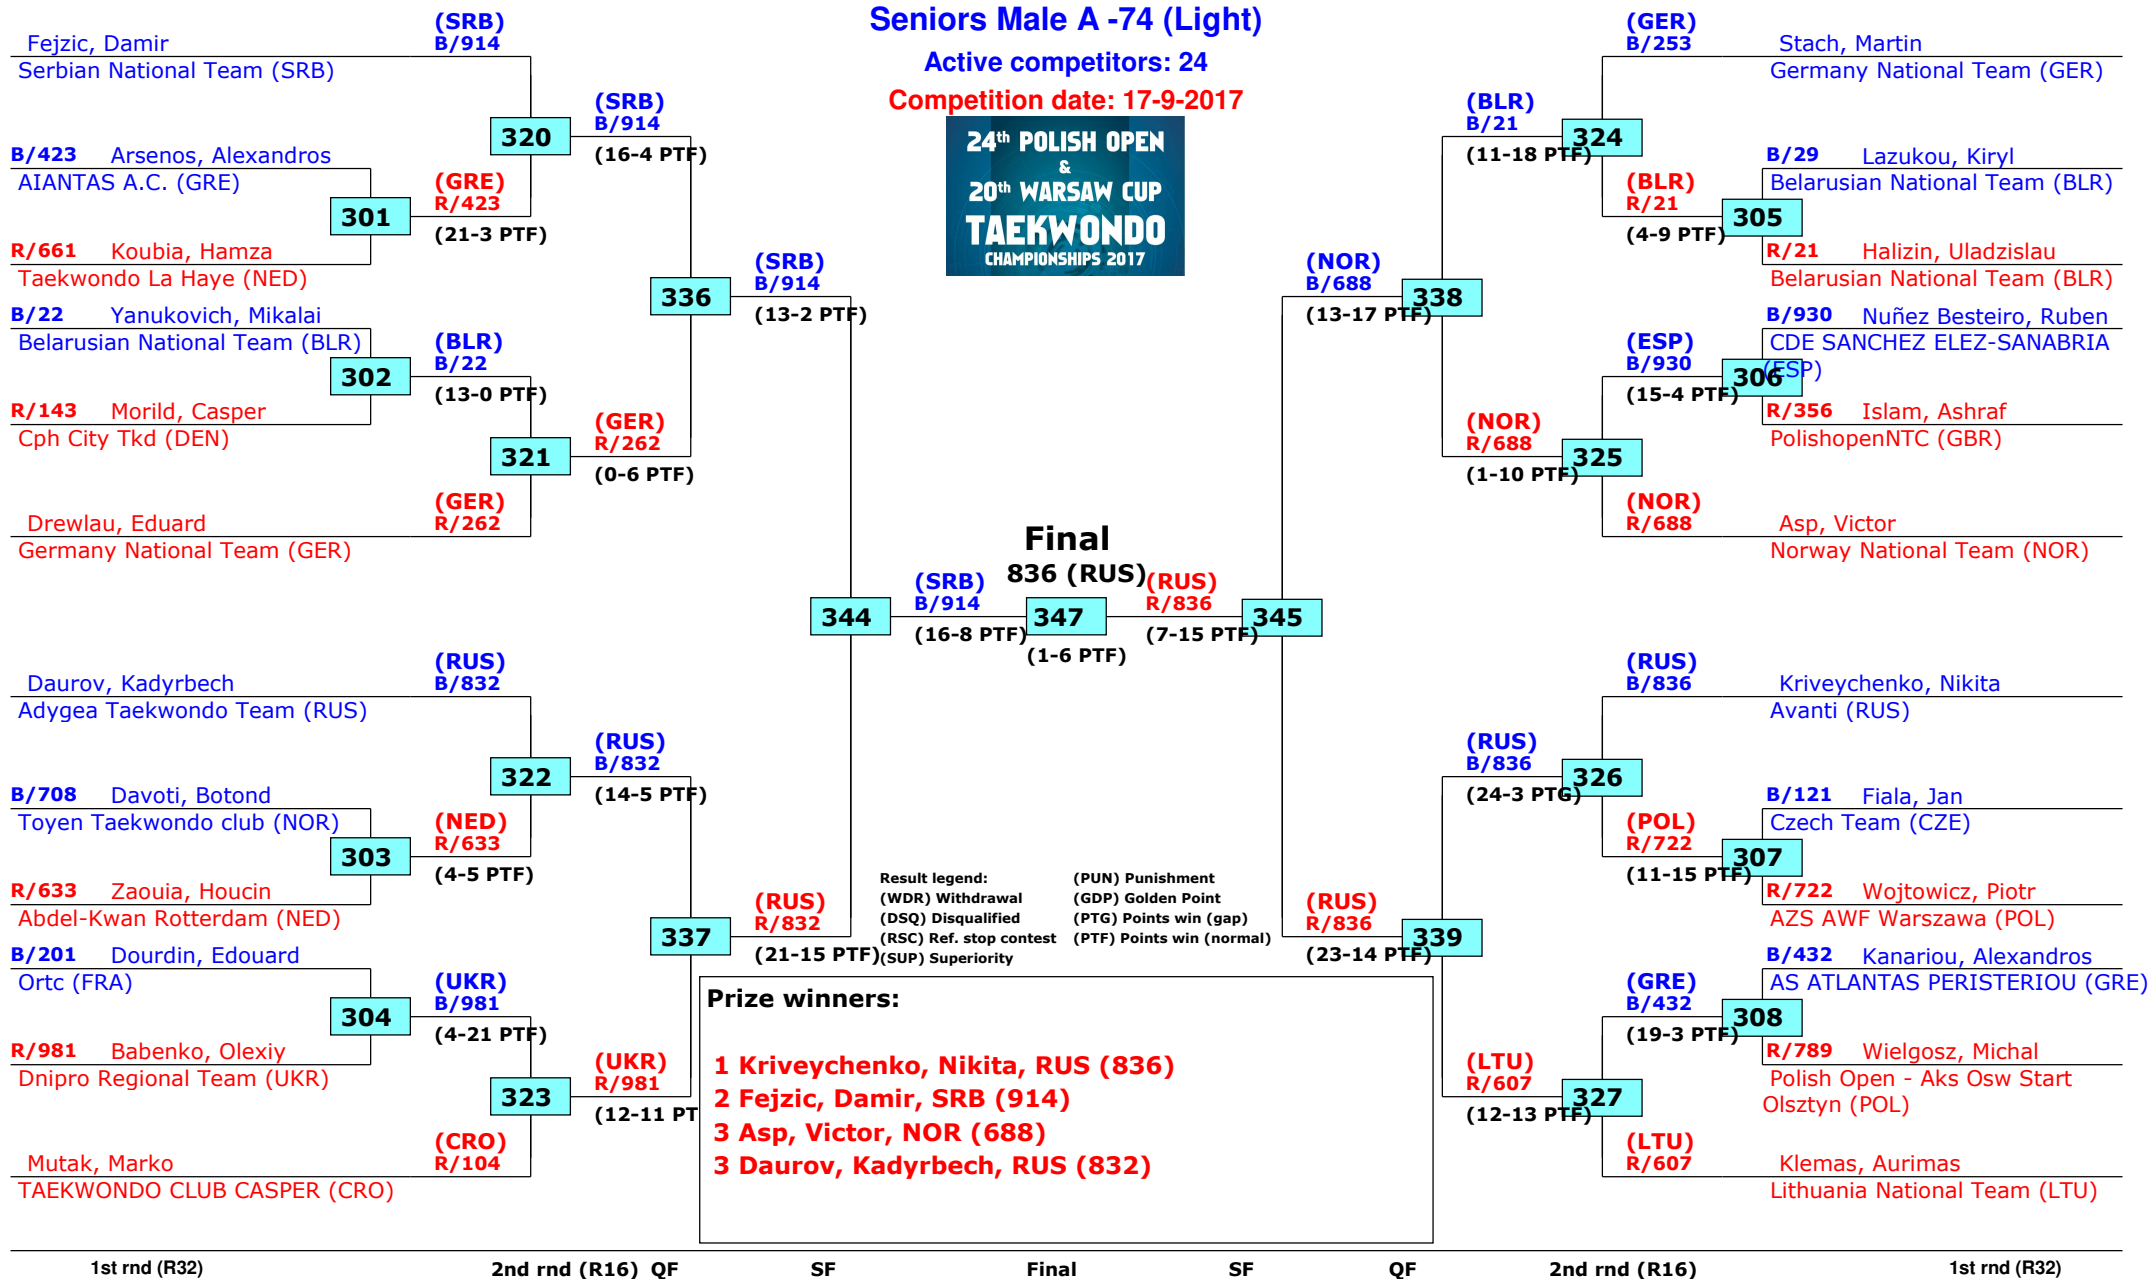 Seniors Male A -74 (Light)
Active competitors: 24
Competition date: 17-9-2017
24th POLISH OPEN
&
20th WARSAW CUP
TAEKWONDO
CHAMPIONSHIPS 2017
Fejzic, Damir
Serbian National Team (SRB)
(SRB)
B/914
(SRB)
B/914
320
(16-4 PTF)
B/423 Arsenos, Alexandros
AIANTAS A.C. (GRE)
(GRE)
R/423
301
(21-3 PTF)
R/661 Koubia, Hamza
Taekwondo La Haye (NED)
(SRB)
B/914
336
(13-2 PTF)
B/22 Yanukovich, Mikalai
Belarusian National Team (BLR)
(BLR)
B/22
302
(13-0 PTF)
R/143 Morild, Casper
Cph City Tkd (DEN)
(GER)
R/262
321
(0-6 PTF)
(GER)
R/262
Drewlau, Eduard
Germany National Team (GER)
Final
836 (RUS)
(SRB)
B/914
344
(16-8 PTF)
347
(1-6 PTF)
(RUS)
R/836
345
(7-15 PTF)
Daurov, Kadyrbech
Adygea Taekwondo Team (RUS)
(RUS)
B/832
(RUS)
B/832
322
(14-5 PTF)
B/708 Davoti, Botond
Toyen Taekwondo club (NOR)
(NED)
R/633
303
(4-5 PTF)
R/633 Zaouia, Houcin
Abdel-Kwan Rotterdam (NED)
(RUS)
R/832
337
(21-15 PTF)
B/201 Dourdin, Edouard
Ortc (FRA)
(UKR)
B/981
304
(4-21 PTF)
R/981 Babenko, Olexiy
Dnipro Regional Team (UKR)
(UKR)
R/981
323
(12-11 PT
(CRO)
R/104
Mutak, Marko
TAEKWONDO CLUB CASPER (CRO)
(GER)
B/253
Stach, Martin
Germany National Team (GER)
(BLR)
B/21
324
(11-18 PTF)
B/29 Lazukou, Kiryl
Belarusian National Team (BLR)
(BLR)
R/21
305
(4-9 PTF)
R/21 Halizin, Uladzislau
Belarusian National Team (BLR)
(NOR)
B/688
338
(13-17 PTF)
B/930 Nuñez Besteiro, Ruben
CDE SANCHEZ ELEZ-SANABRIA
(ESP)
(ESP)
B/930
306
(15-4 PTF)
R/356 Islam, Ashraf
PolishopenNTC (GBR)
(NOR)
R/688
325
(1-10 PTF)
(NOR)
R/688
Asp, Victor
Norway National Team (NOR)
(RUS)
B/836
Kriveychenko, Nikita
Avanti (RUS)
(RUS)
B/836
326
(24-3 PTG)
B/121 Fiala, Jan
Czech Team (CZE)
(POL)
R/722
307
(11-15 PTF)
R/722 Wojtowicz, Piotr
AZS AWF Warszawa (POL)
(RUS)
R/836
339
(23-14 PTF)
B/432 Kanariou, Alexandros
AS ATLANTAS PERISTERIOU (GRE)
(GRE)
B/432
308
(19-3 PTF)
R/789 Wielgosz, Michal
Polish Open - Aks Osw Start
Olsztyn (POL)
(LTU)
R/607
327
(12-13 PTF)
(LTU)
R/607
Klemas, Aurimas
Lithuania National Team (LTU)
Result legend:
(WDR) Withdrawal
(DSQ) Disqualified
(RSC) Ref. stop contest
(SUP) Superiority
(PUN) Punishment
(GDP) Golden Point
(PTG) Points win (gap)
(PTF) Points win (normal)
Prize winners:
1 Kriveychenko, Nikita, RUS (836)
2 Fejzic, Damir, SRB (914)
3 Asp, Victor, NOR (688)
3 Daurov, Kadyrbech, RUS (832)
1st rnd (R32) 2nd rnd (R16) QF SF Final SF QF 2nd rnd (R16) 1st rnd (R32)